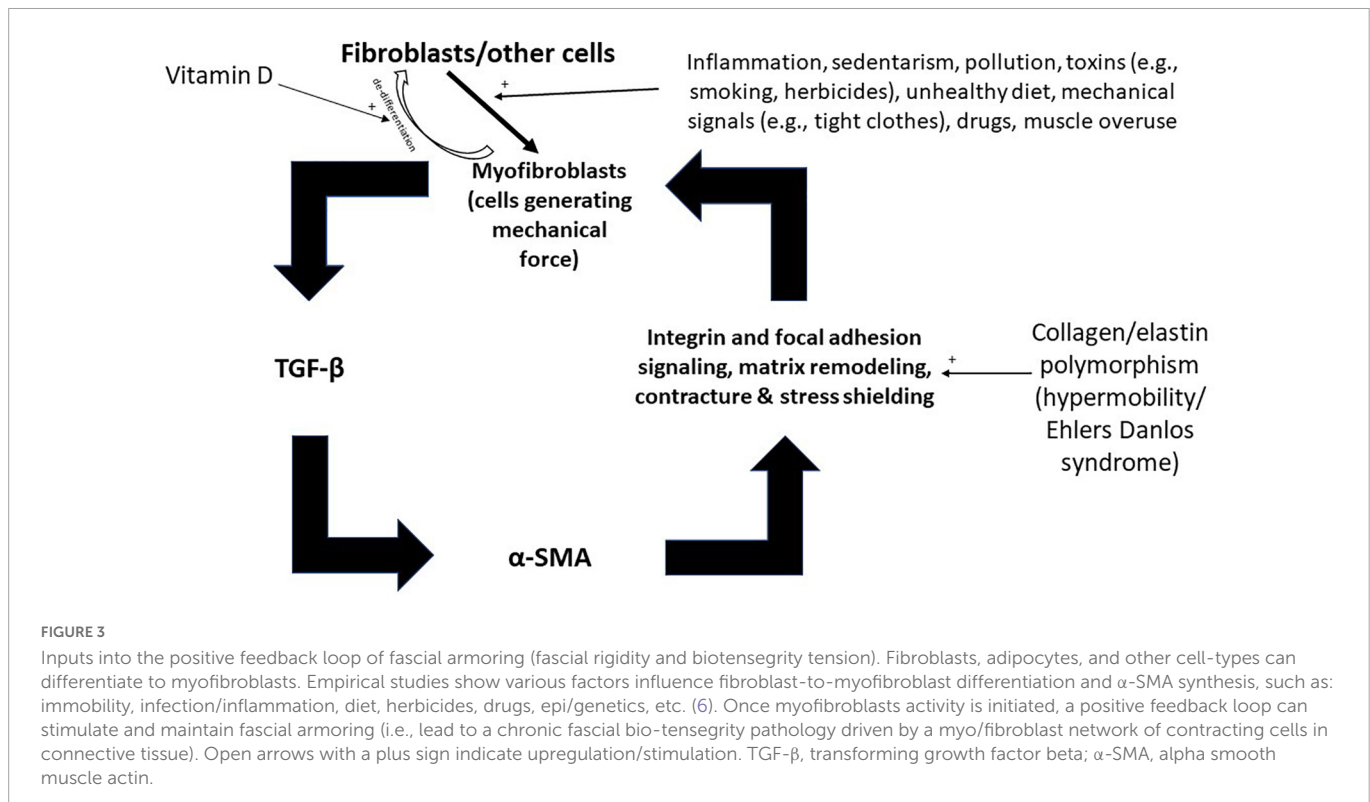 Fibroblasts/other cells
Vitamin D
+
de-differentiation
+
Inflammation, sedentarism, pollution, toxins (e.g.,
smoking, herbicides), unhealthy diet, mechanical
signals (e.g., tight clothes), drugs, muscle overuse
Myofibroblasts
(cells generating
mechanical
force)
TGF-β
Integrin and focal adhesion
signaling, matrix remodeling,
contracture & stress shielding
+
Collagen/elastin
polymorphism
(hypermobility/
Ehlers Danlos
syndrome)
α-SMA
FIGURE 3
Inputs into the positive feedback loop of fascial armoring (fascial rigidity and biotensegrity tension). Fibroblasts, adipocytes, and other cell-types can
differentiate to myofibroblasts. Empirical studies show various factors influence fibroblast-to-myofibroblast differentiation and α-SMA synthesis, such as:
immobility, infection/inflammation, diet, herbicides, drugs, epi/genetics, etc. (6). Once myofibroblasts activity is initiated, a positive feedback loop can
stimulate and maintain fascial armoring (i.e., lead to a chronic fascial bio-tensegrity pathology driven by a myo/fibroblast network of contracting cells in
connective tissue). Open arrows with a plus sign indicate upregulation/stimulation. TGF-β, transforming growth factor beta; α-SMA, alpha smooth
muscle actin.